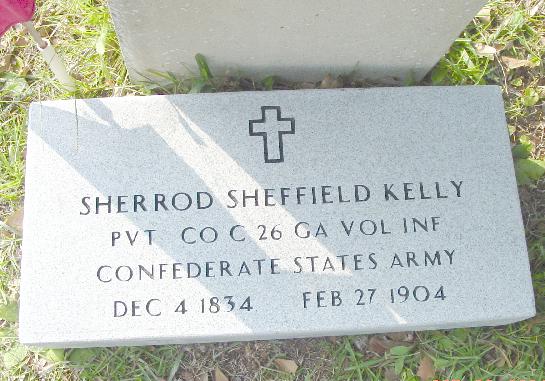 SHERROD SHEFFIELD KELLY
PVT CO C 26 GA VOL INF
CONFEDERATE STATES ARMY
DEC 4 1834 FEB 27 1904